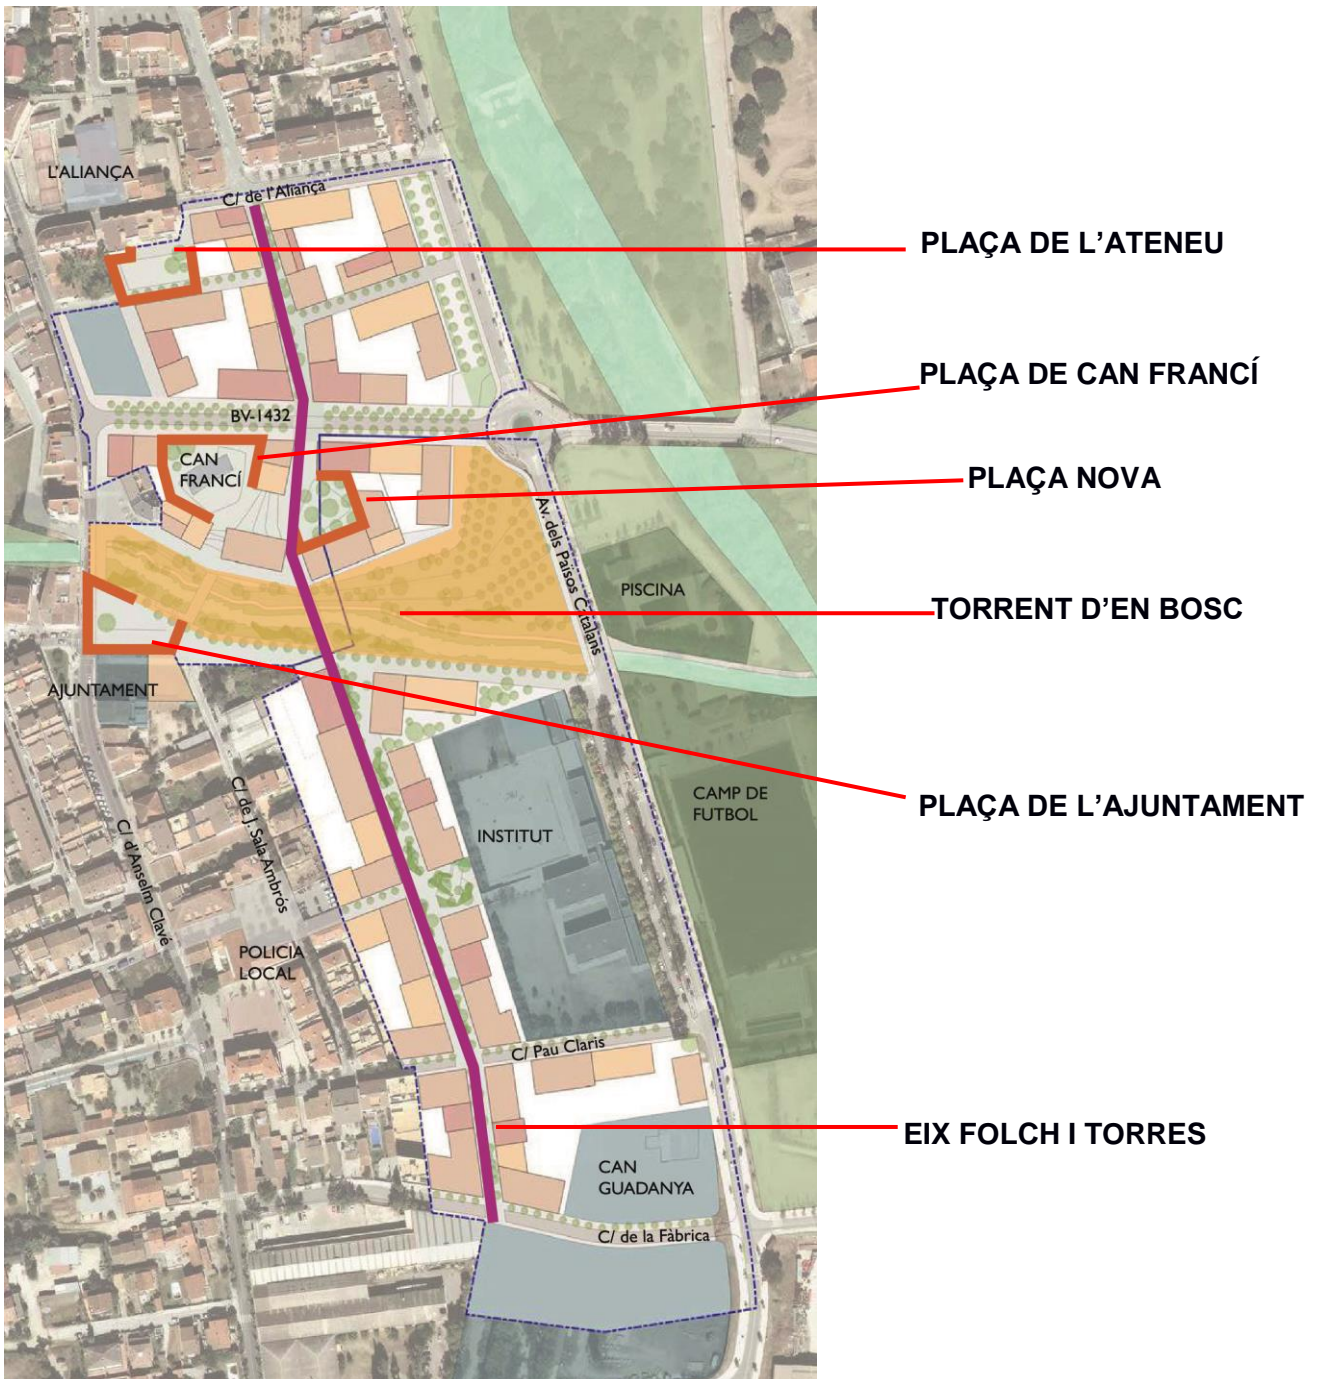 L'ALIANÇA
C/ de l'Aliança
PLAÇA DE L'ATENEU
PLAÇA DE CAN FRANCÍ
BV-1432
CAN
FRANCÍ
PLAÇA NOVA
Av. dels Països Catalans
PISCINA
TORRENT D'EN BOSC
AJUNTAMENT
C/ de J. Sala Ambrós
CAMP DE
FUTBOL
PLAÇA DE L'AJUNTAMENT
C/ d'Anselm Clavé
INSTITUT
POLICIA
LOCAL
C/ Pau Claris
EIX FOLCH I TORRES
CAN
GUADANYA
C/ de la Fàbrica